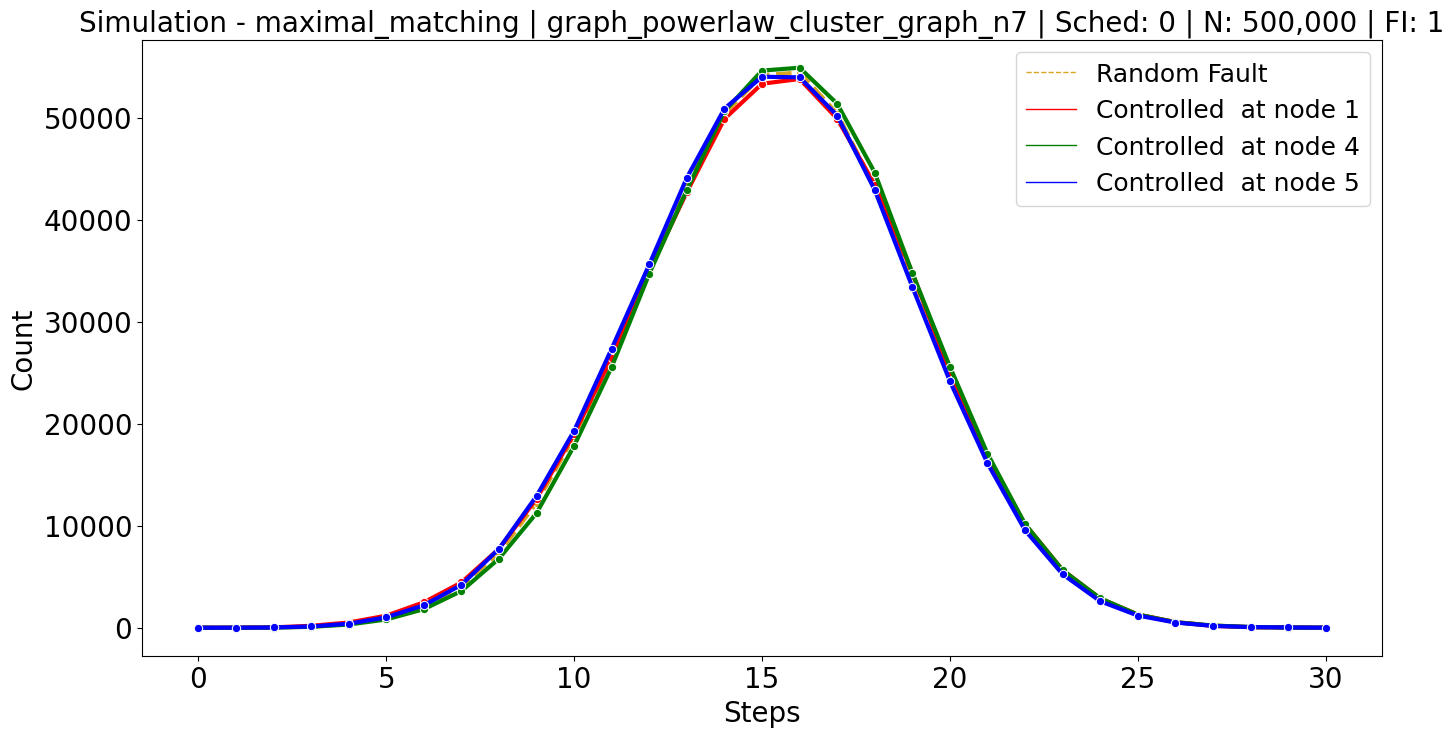 Simulation - maximal_matching | graph_powerlaw_cluster_graph_n7 | Sched: 0 | N: 500,000 | FI: 1
Random Fault
Controlled  at node 1
Controlled  at node 4
Controlled  at node 5
Count
50000
40000
30000
20000
10000
0
0 5 10 15 20 25 30
Steps